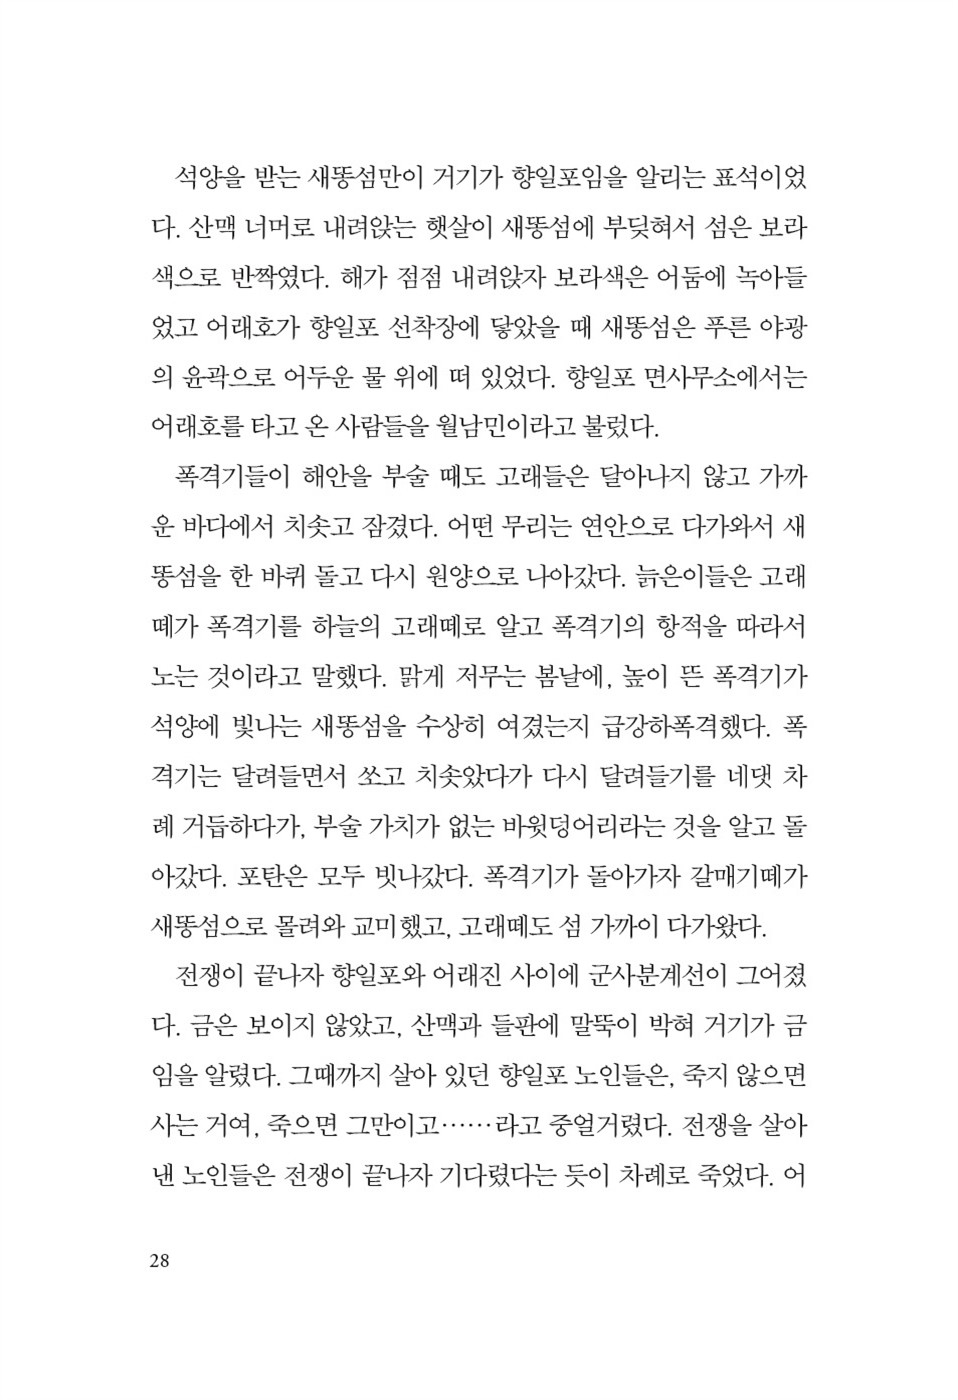 석양을 받는 새똥섬만이 거기가 향일포임을 알리는 표석이었
다. 산맥 너머로 내려앉는 햇살이 새똥섬에 부딪혀서 섬은 보라
색으로 반짝였다. 해가 점점 내려앉자 보라색은 어둠에 녹아들
었고 어래호가 향일포 선착장에 닿았을 때 새똥섬은 푸른 야광
의 윤곽으로 어두운 물 위에 떠 있었다. 향일포 면사무소에서는
어래호를 타고 온 사람들을 월남민이라고 불렀다.
폭격기들이 해안을 부술 때도 고래들은 달아나지 않고 가까
운 바다에서 치솟고 잠겼다. 어떤 무리는 연안으로 다가와서 새
똥섬을 한 바퀴 돌고 다시 원양으로 나아갔다. 늙은이들은 고래
떼가 폭격기를 하늘의 고래떼로 알고 폭격기의 항적을 따라서
노는 것이라고 말했다. 맑게 저무는 봄날에, 높이 뜬 폭격기가
석양에 빛나는 새똥섬을 수상히 여겼는지 급강하폭격했다. 폭
격기는 달려들면서 쏘고 치솟았다가 다시 달려들기를 네댓 차
례 거듭하다가, 부술 가치가 없는 바윗덩어리라는 것을 알고 돌
아갔다. 포탄은 모두 빗나갔다. 폭격기가 돌아가자 갈매기떼가
새똥섬으로 몰려와 교미했고, 고래떼도 섬 가까이 다가왔다.
전쟁이 끝나자 향일포와 어래진 사이에 군사분계선이 그어졌
다. 금은 보이지 않았고, 산맥과 들판에 말뚝이 박혀 거기가 금
임을 알렸다. 그때까지 살아 있던 향일포 노인들은, 죽지 않으면
사는 거여, 죽으면 그만이고……라고 중얼거렸다. 전쟁을 살아
낸 노인들은 전쟁이 끝나자 기다렸다는 듯이 차례로 죽었다. 어
28